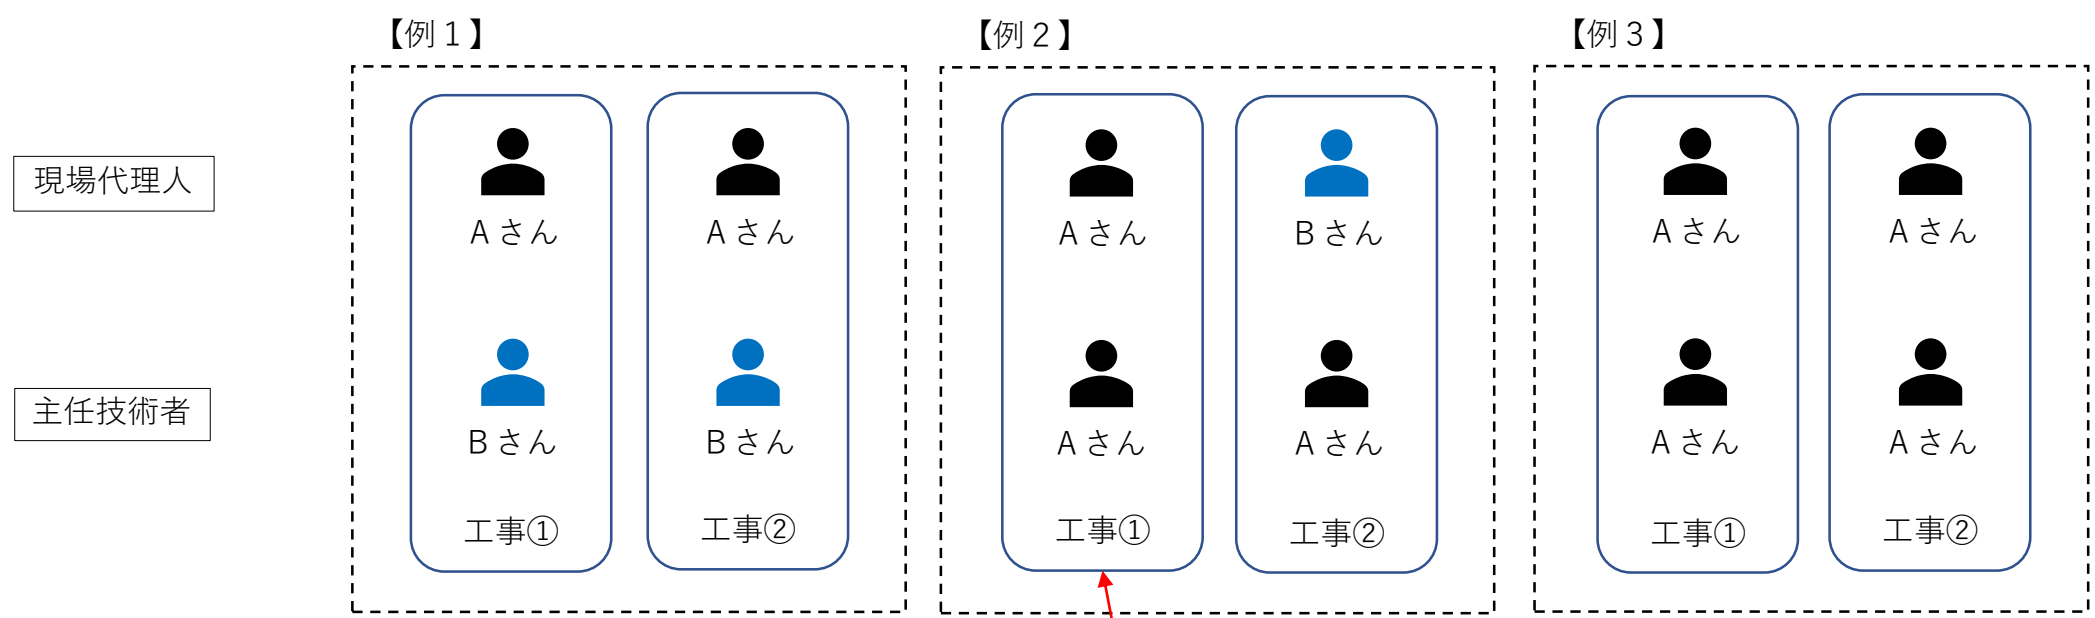 【例１】
【例２】
【例３】
現場代理人
Ａさん
Ａさん
Ａさん
Ｂさん
Ａさん
Ａさん
主任技術者
Ｂさん
Ｂさん
Ａさん
Ａさん
Ａさん
Ａさん
工事①
工事②
工事①
工事②
工事①
工事②